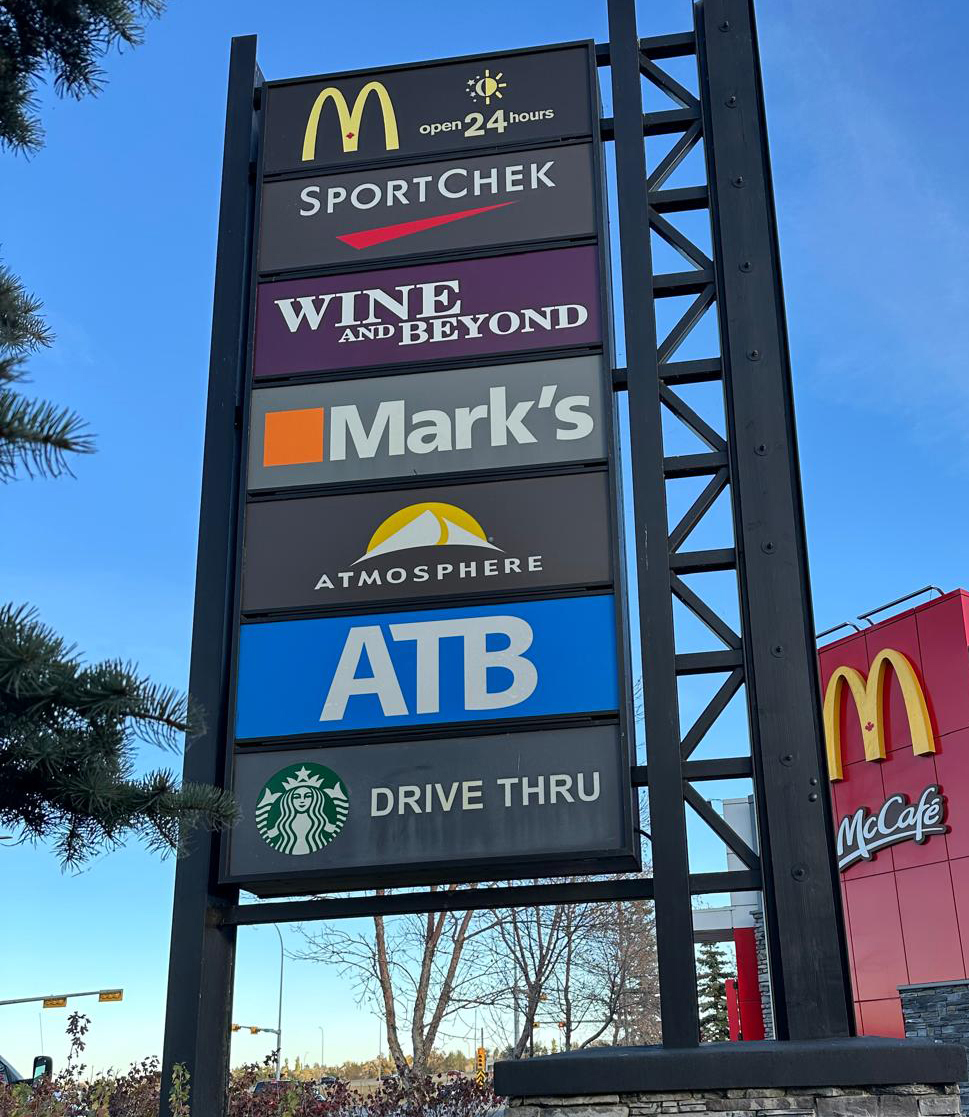 open 24 hours
SPORTCHEK
WINE
AND BEYOND
Mark's
ATMOSPHERE
ATB
DRIVE THRU
McCafé